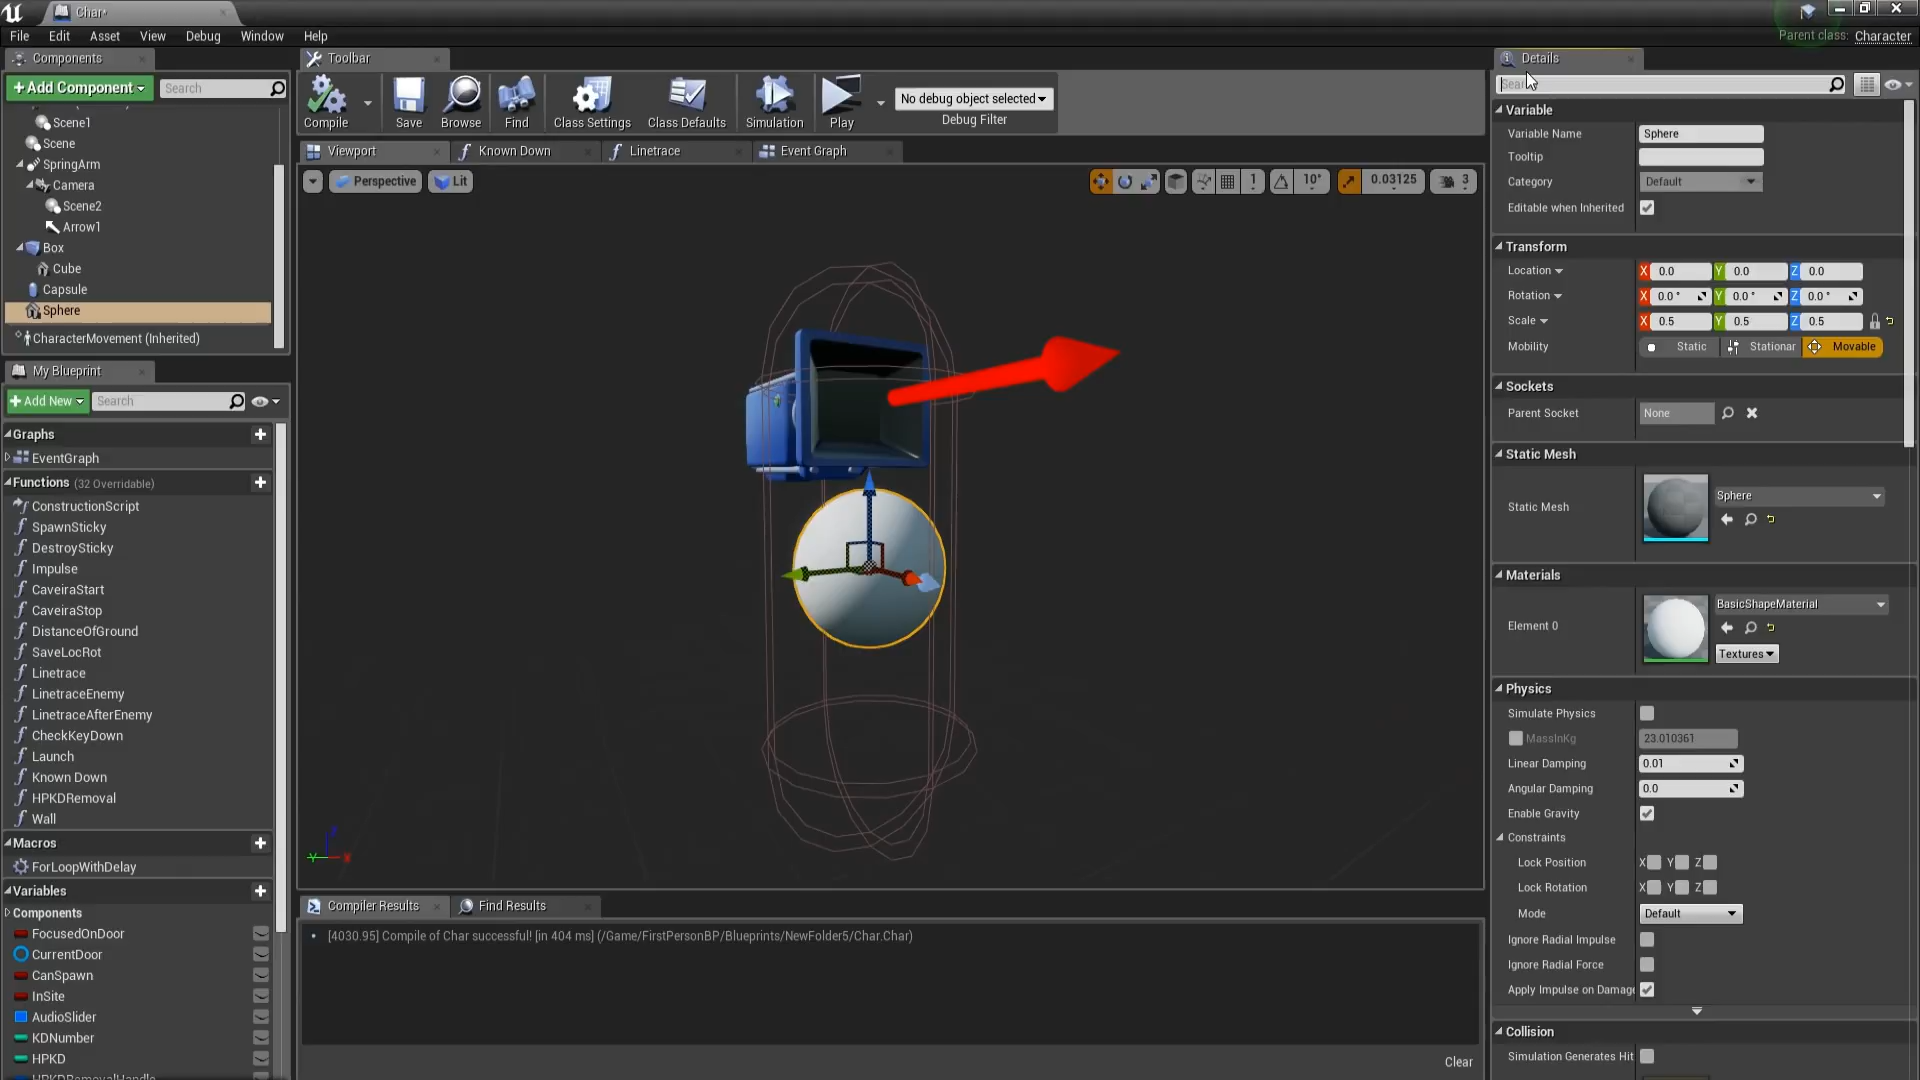 Char*
File Edit Asset View Debug Window Help
Parent class: Character
Components
+Add Component
Search
Scene1
Scene
SpringArm
Camera
Scene2
Arrow1
Box
Cube
Capsule
Sphere
CharacterMovement (Inherited)
My Blueprint
+Add New
Search
Graphs
EventGraph
Functions (32 Overridable)
ConstructionScript
SpawnSticky
DestroySticky
Impulse
CaveiraStart
CaveiraStop
DistanceOfGround
SaveLocRot
Linetrace
LinetraceEnemy
LinetraceAfterEnemy
CheckKeyDown
Launch
Known Down
HPKDRemoval
Wall
Macros
ForLoopWithDelay
Variables
Components
FocusedOnDoor
CurrentDoor
CanSpawn
InSite
AudioSlider
KDNumber
HPKD
HPKDRemovalHandle
Toolbar
Compile
Save
Browse
Find
Class Settings
Class Defaults
Simulation
Play
No debug object selected
Debug Filter
Viewport
Known Down
Linetrace
Event Graph
Perspective
Lit
1
10°
0.03125
3
Compiler Results
Find Results
[4030.95] Compile of Char successful! [in 404 ms] (/Game/FirstPersonBP/Blueprints/NewFolder5/Char.Char)
Clear
Details
Search
Variable
Variable Name Sphere
Tooltip
Category Default
Editable when Inherited
Transform
Location X 0.0 Y 0.0 Z 0.0
Rotation X 0.0 ° Y 0.0 ° Z 0.0 °
Scale X 0.5 Y 0.5 Z 0.5
Mobility Static Stationar Movable
Sockets
Parent Socket None
Static Mesh
Static Mesh Sphere
Materials
Element 0 BasicShapeMaterial
Textures
Physics
Simulate Physics
MassInKg 23.010361
Linear Damping 0.01
Angular Damping 0.0
Enable Gravity
Constraints
Lock Position X Y Z
Lock Rotation X Y Z
Mode Default
Ignore Radial Impulse
Ignore Radial Force
Apply Impulse on Damage
Collision
Simulation Generates Hit